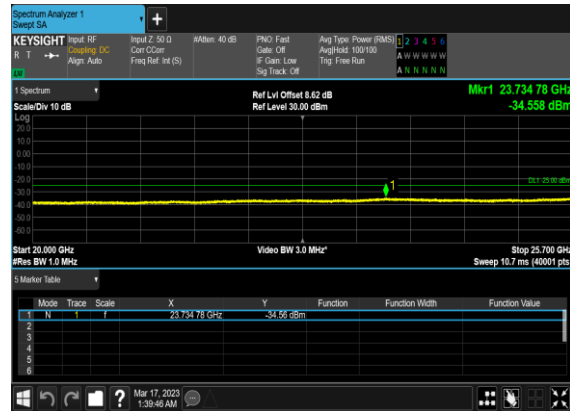 Spectrum Analyzer 1
Swept SA
+
KEYSIGHT Input: RF Input Z: 50 Ω #Atten: 40 dB PNO: Fast Avg Type: Power (RMS) 1 2 3 4 5 6
R T Coupling: DC Corr CCorr Gate: Off Avg|Hold: 100/100 A W W W W W
Align: Auto Freq Ref: Int (S) IF Gain: Low Trig: Free Run
LW Sig Track: Off A N N N N N
1 Spectrum Ref Lvl Offset 8.62 dB Mkr1 23.734 78 GHz
Scale/Div 10 dB Ref Level 30.00 dBm -34.558 dBm
Log
20.0
10.0
0.00
-10.0
-20.0
DL1 -25.00 dBm
1
-30.0
-40.0
-50.0
-60.0
Start 20.000 GHz Video BW 3.0 MHz* Stop 25.700 GHz
#Res BW 1.0 MHz Sweep 10.7 ms (40001 pts
5 Marker Table
Mode Trace Scale X Y Function Function Width Function Value
1 N 1 f 23.734 78 GHz -34.56 dBm
2
3
4
5
6
? Mar 17, 2023
1:39:46 AM